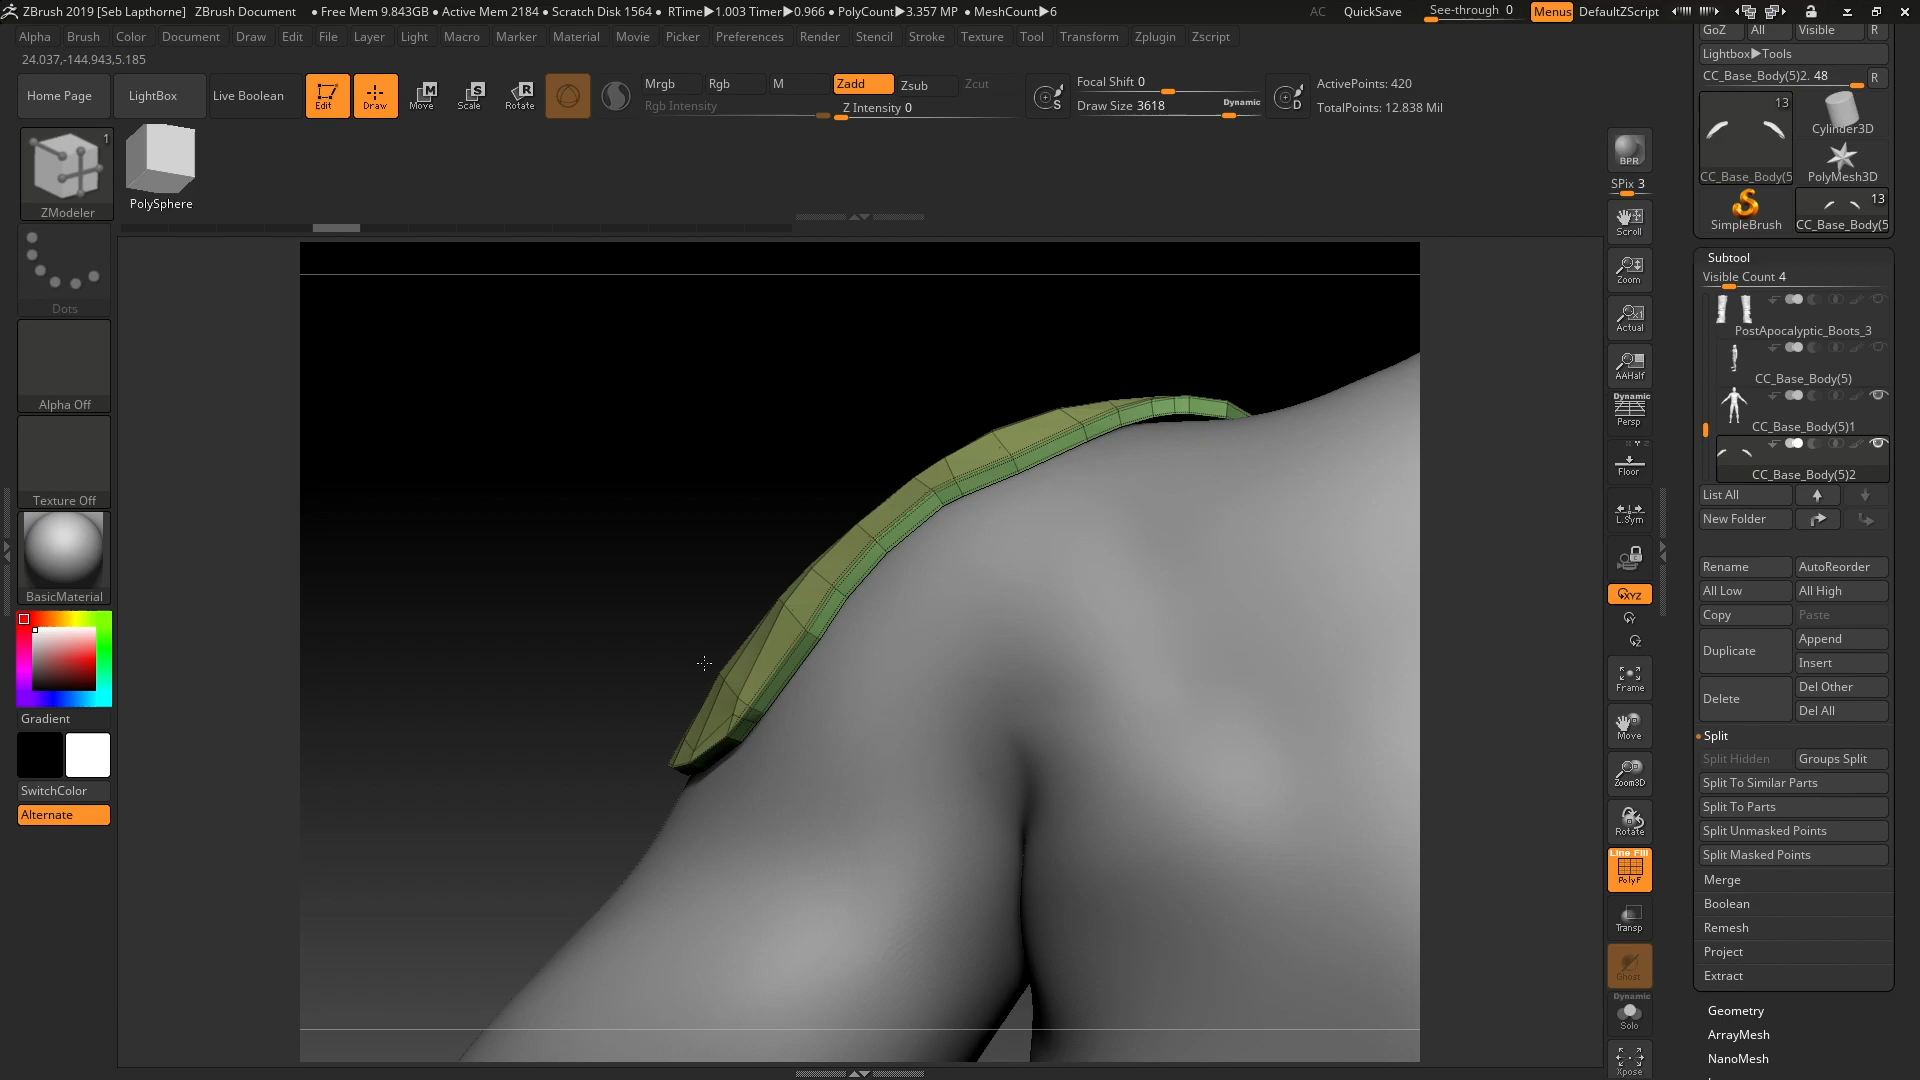 ZBrush 2019 [Seb Lapthorne] ZBrush Document • Free Mem 9.843GB • Active Mem 2184 • Scratch Disk 1564 • RTime▶1.003 Timer▶0.966 • PolyCount▶3.357 MP • MeshCount▶6 AC QuickSave See-through 0 Menus DefaultZScript
Alpha Brush Color Document Draw Edit File Layer Light Macro Marker Material Movie Picker Preferences Render Stencil Stroke Texture Tool Transform Zplugin Zscript
24.037,-144.943,5.185
Home Page LightBox Live Boolean Edit Draw Move Scale Rotate
Mrgb Rgb M Zadd Zsub Zcut
Rgb Intensity Z Intensity 0
Focal Shift 0
Draw Size 3618 Dynamic
ActivePoints: 420
TotalPoints: 12.838 Mil
1
ZModeler
PolySphere
Dots
Alpha Off
Texture Off
BasicMaterial
Gradient
SwitchColor
Alternate
BPR
SPix 3
Scroll
Zoom
Actual
AAHalf
Dynamic
Persp
Floor
L.Sym
XYZ
Y
Z
Frame
Move
Zoom3D
Rotate
Line Fill
PolyF
Transp
Ghost
Dynamic
Solo
Xpose
GoZ All Visible R
Lightbox▶Tools
CC_Base_Body(5)2. 48 R
13
CC_Base_Body(5
Cylinder3D
PolyMesh3D
SimpleBrush
13
CC_Base_Body(5
Subtool
Visible Count 4
PostApocalyptic_Boots_3
CC_Base_Body(5)
CC_Base_Body(5)1
CC_Base_Body(5)2
List All
New Folder
Rename AutoReorder
All Low All High
Copy Paste
Duplicate Append
Insert
Delete Del Other
Del All
Split
Split Hidden Groups Split
Split To Similar Parts
Split To Parts
Split Unmasked Points
Split Masked Points
Merge
Boolean
Remesh
Project
Extract
Geometry
ArrayMesh
NanoMesh